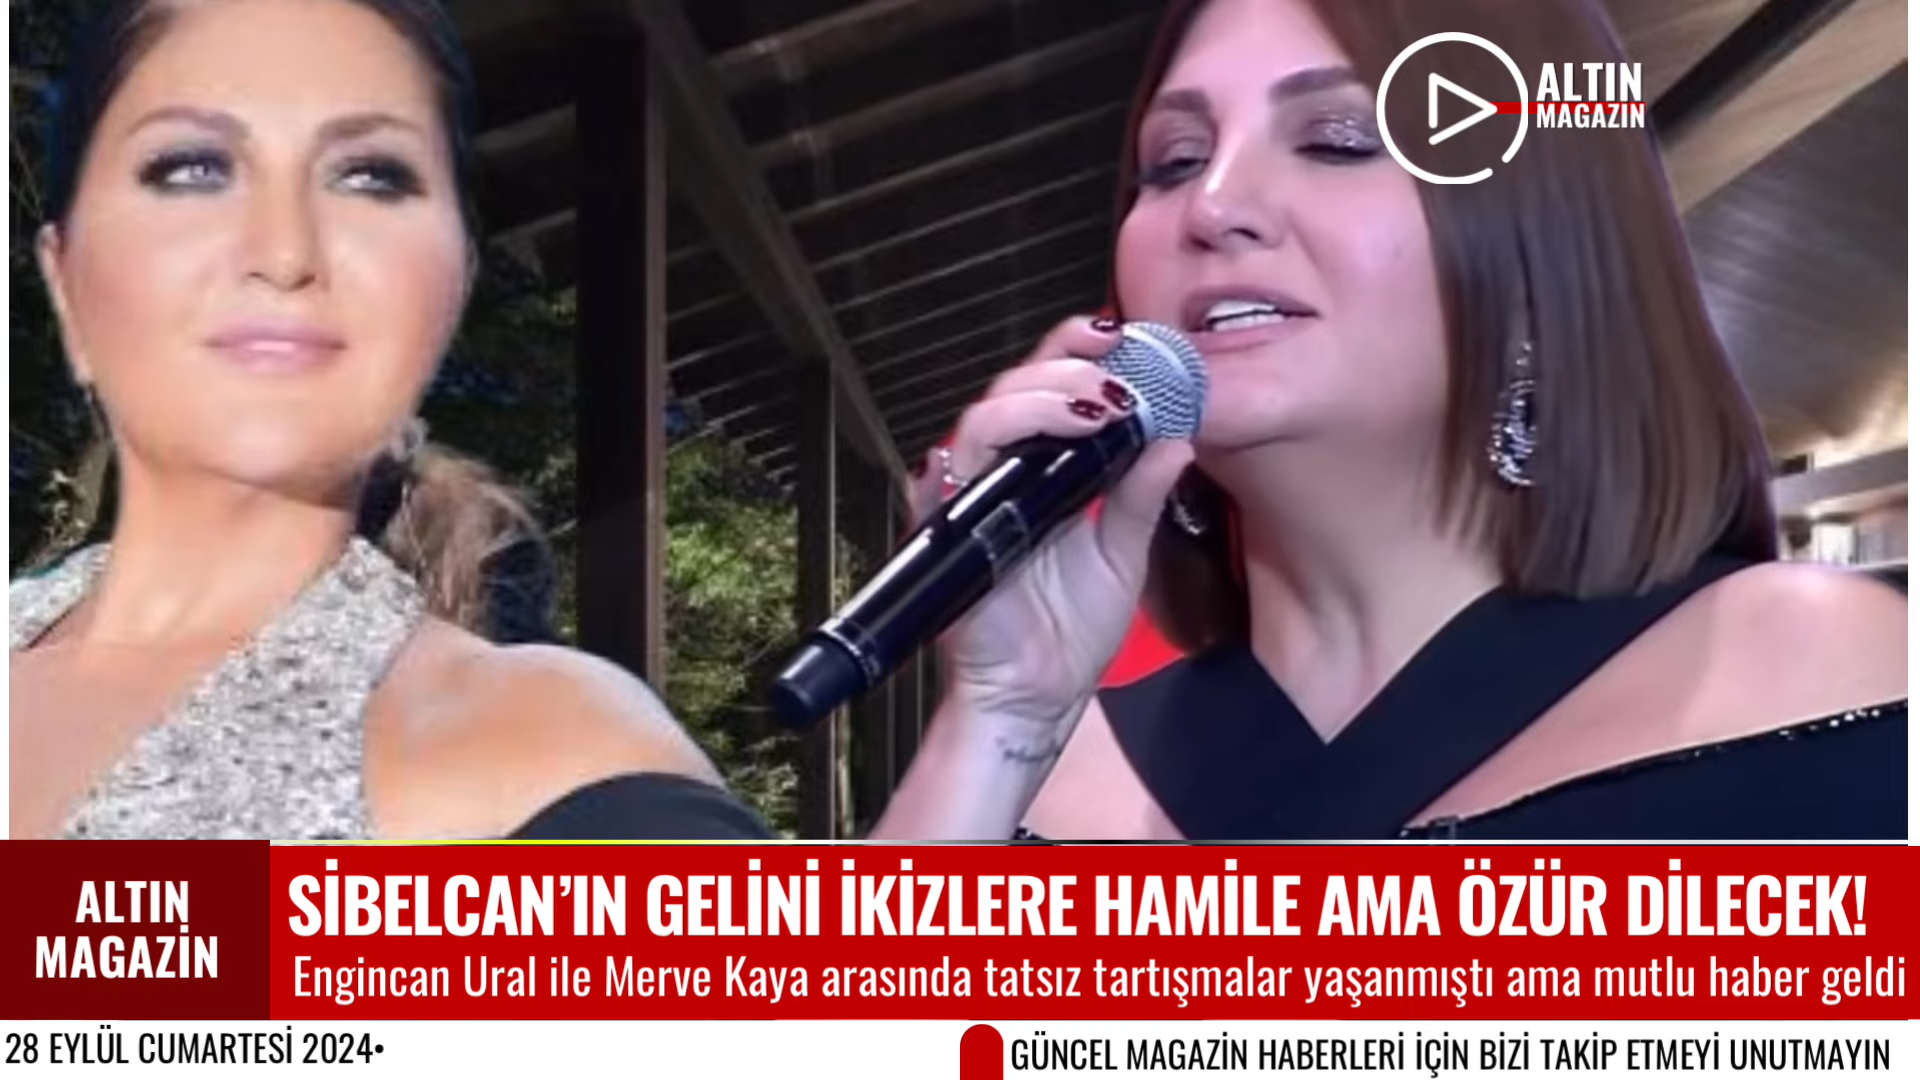 ALTIN
MAGAZİN
SİBELCAN’IN GELİNİ İKİZLERE HAMİLE AMA ÖZÜR DİLECEK!
Engincan Ural ile Merve Kaya arasında tatsız tartışmalar yaşanmıştı ama mutlu haber geldi
ALTIN
MAGAZİN
28 EYLÜL CUMARTESİ 2024•
GÜNCEL MAGAZİN HABERLERİ İÇİN BİZİ TAKİP ETMEYİ UNUTMAYIN